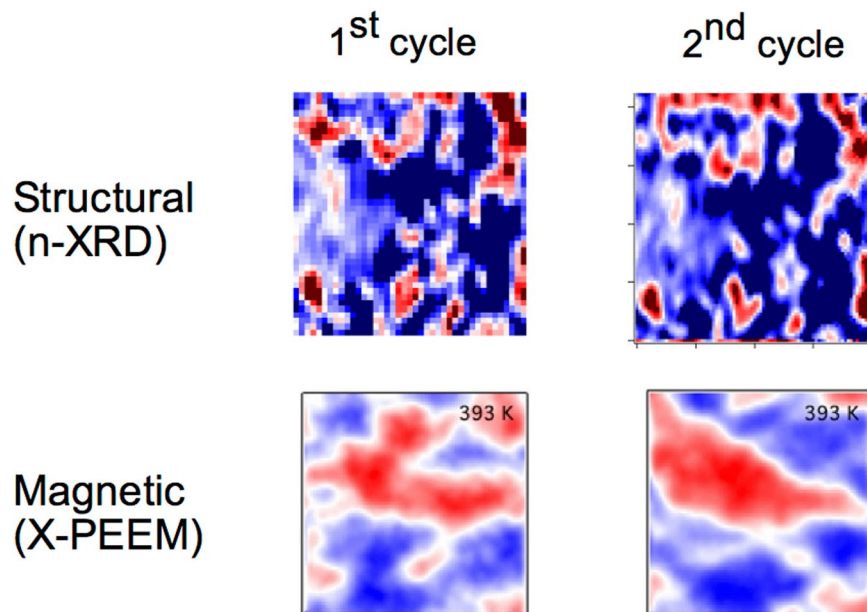 1st cycle
2nd cycle
Structural
(n-XRD)
393 K
393 K
Magnetic
(X-PEEM)